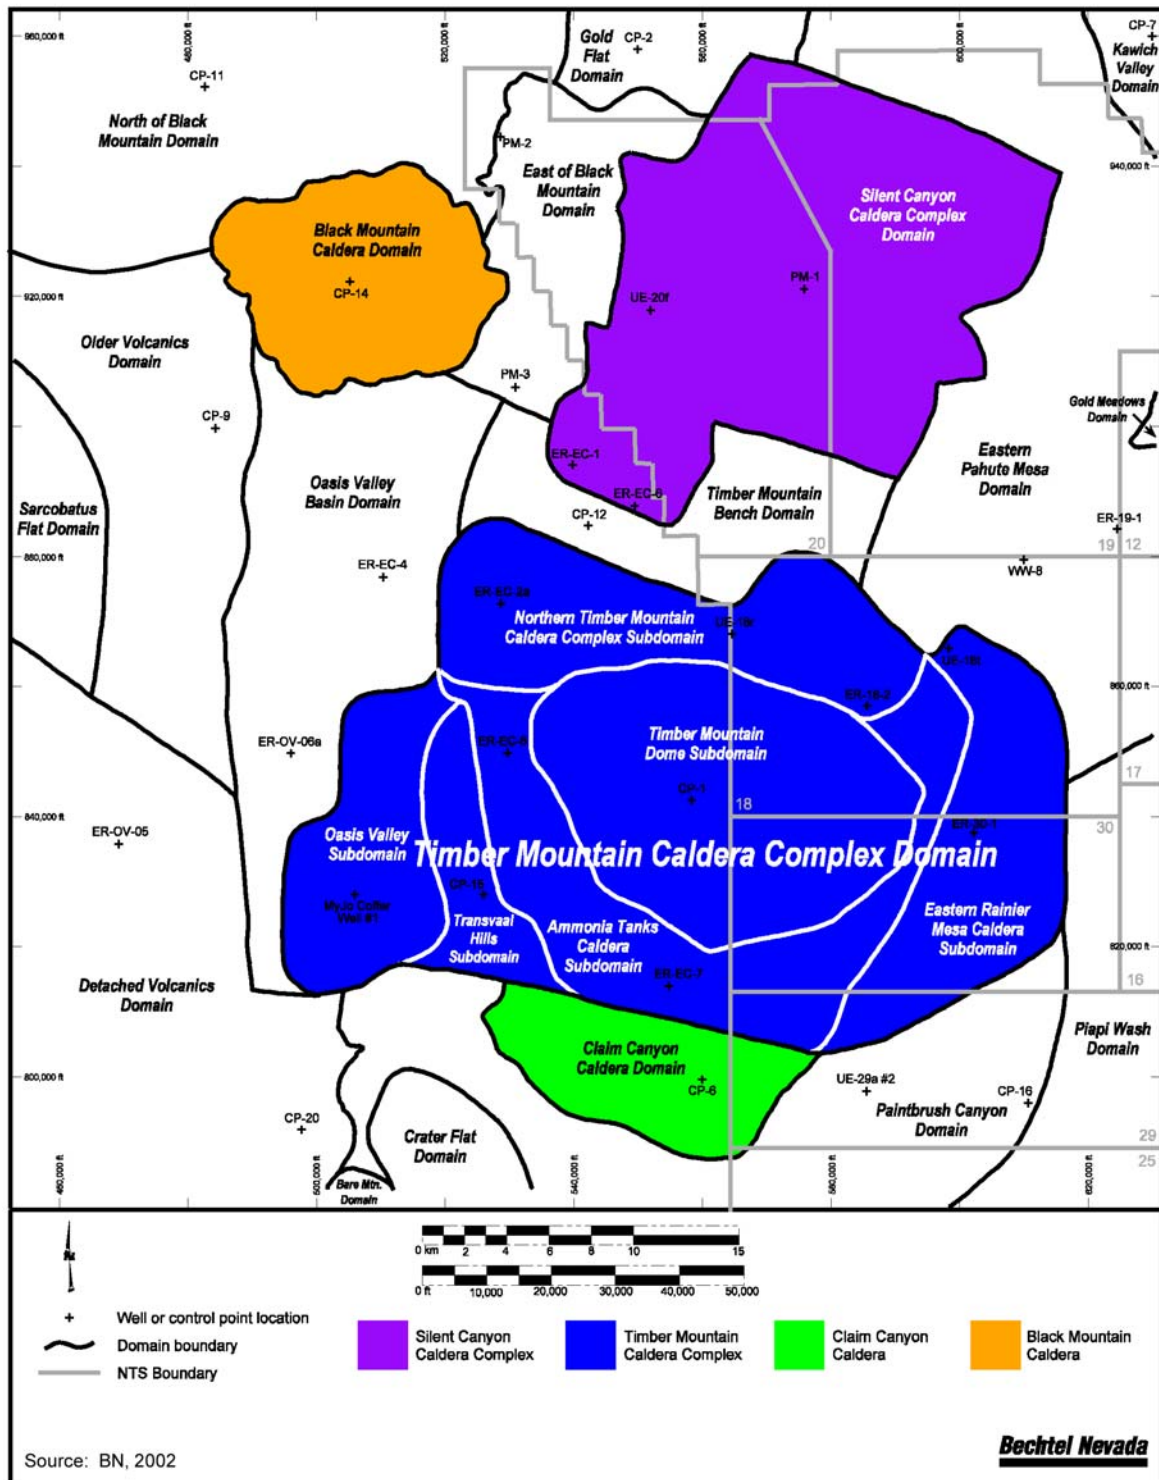 960,000 ft
480,000 ft
520,000 ft
560,000 ft
600,000 ft
CP-7
Kawich
Valley
Domain
Gold
Flat
Domain
CP-2
CP-11
North of Black
Mountain Domain
PM-2
East of Black
Mountain
Domain
940,000 ft
Silent Canyon
Caldera Complex
Domain
Black Mountain
Caldera Domain
CP-14
PM-1
UE-20f
920,000 ft
Older Volcanics
Domain
PM-3
CP-9
Gold Meadows
Domain
Eastern
Pahute Mesa
Domain
ER-EC-1
Oasis Valley
Basin Domain
ER-EC-6
Timber Mountain
Bench Domain
Sarcobatus
Flat Domain
CP-12
ER-19-1
20
19
12
880,000 ft
WW-8
ER-EC-4
ER-EC-2a
Northern Timber Mountain
Caldera Complex Subdomain
UE-18r
UE-18t
860,000 ft
ER-18-2
Timber Mountain
Dome Subdomain
ER-OV-06a
ER-EC-8
17
CP-1
18
30
840,000 ft
ER-OV-05
ER-30-1
Oasis Valley
Subdomain
Timber Mountain Caldera Complex Domain
CP-15
MyJo Coffer
Well #1
Transvaal
Hills
Subdomain
Ammonia Tanks
Caldera
Subdomain
Eastern Rainier
Mesa Caldera
Subdomain
820,000 ft
ER-EC-7
16
Detached Volcanics
Domain
Piapi Wash
Domain
Claim Canyon
Caldera Domain
800,000 ft
CP-6
UE-29a #2
CP-16
Paintbrush Canyon
Domain
CP-20
Crater Flat
Domain
29
25
Bare Mtn.
Domain
460,000 ft
500,000 ft
540,000 ft
580,000 ft
620,000 ft
N
0 km 2 4 6 8 10 15
0 ft 10,000 20,000 30,000 40,000 50,000
Well or control point location
Domain boundary
NTS Boundary
Silent Canyon
Caldera Complex
Timber Mountain
Caldera Complex
Claim Canyon
Caldera
Black Mountain
Caldera
Source: BN, 2002
Bechtel Nevada